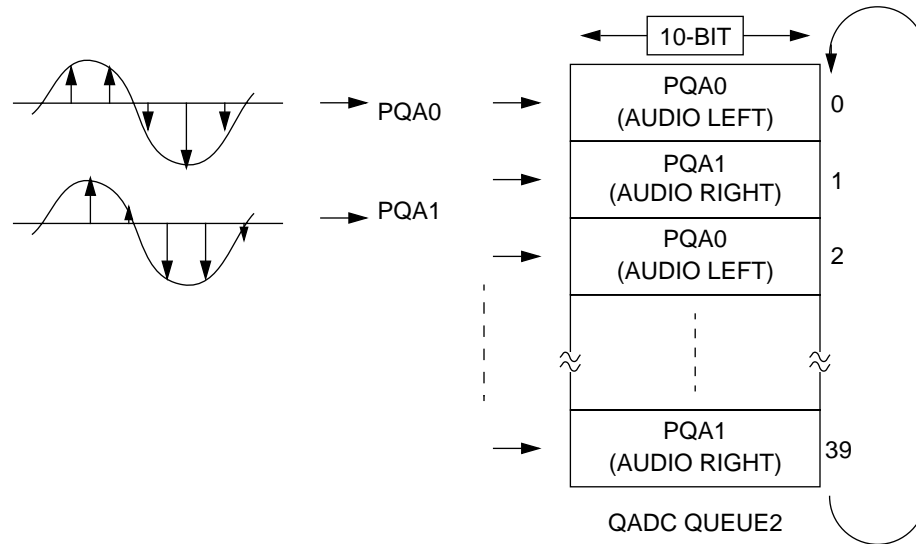 10-BIT
PQA0
(AUDIO LEFT)
0
PQA0
PQA1
(AUDIO RIGHT)
1
PQA1
PQA0
(AUDIO LEFT)
2
PQA1
(AUDIO RIGHT)
39
QADC QUEUE2